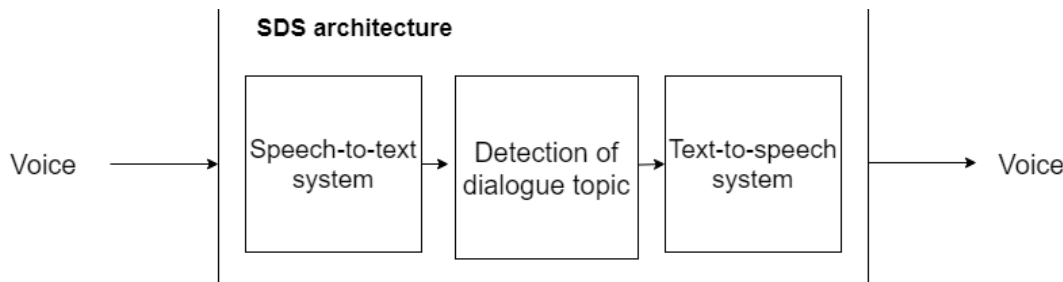 SDS architecture
Voice
Speech-to-text
system
Detection of
dialogue topic
Text-to-speech
system
Voice